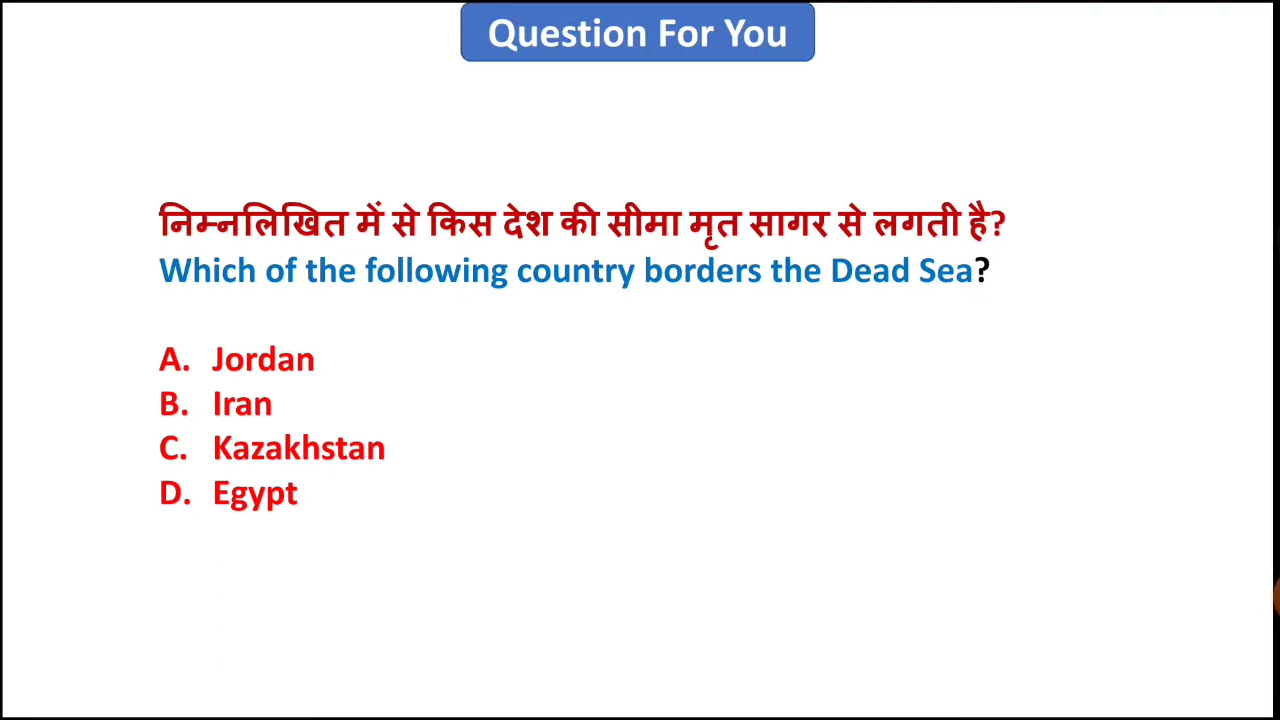 Question For You
निम्नलिखित में से किस देश की सीमा मृत सागर से लगती है?
Which of the following country borders the Dead Sea?
A. Jordan
B. Iran
C. Kazakhstan
D. Egypt